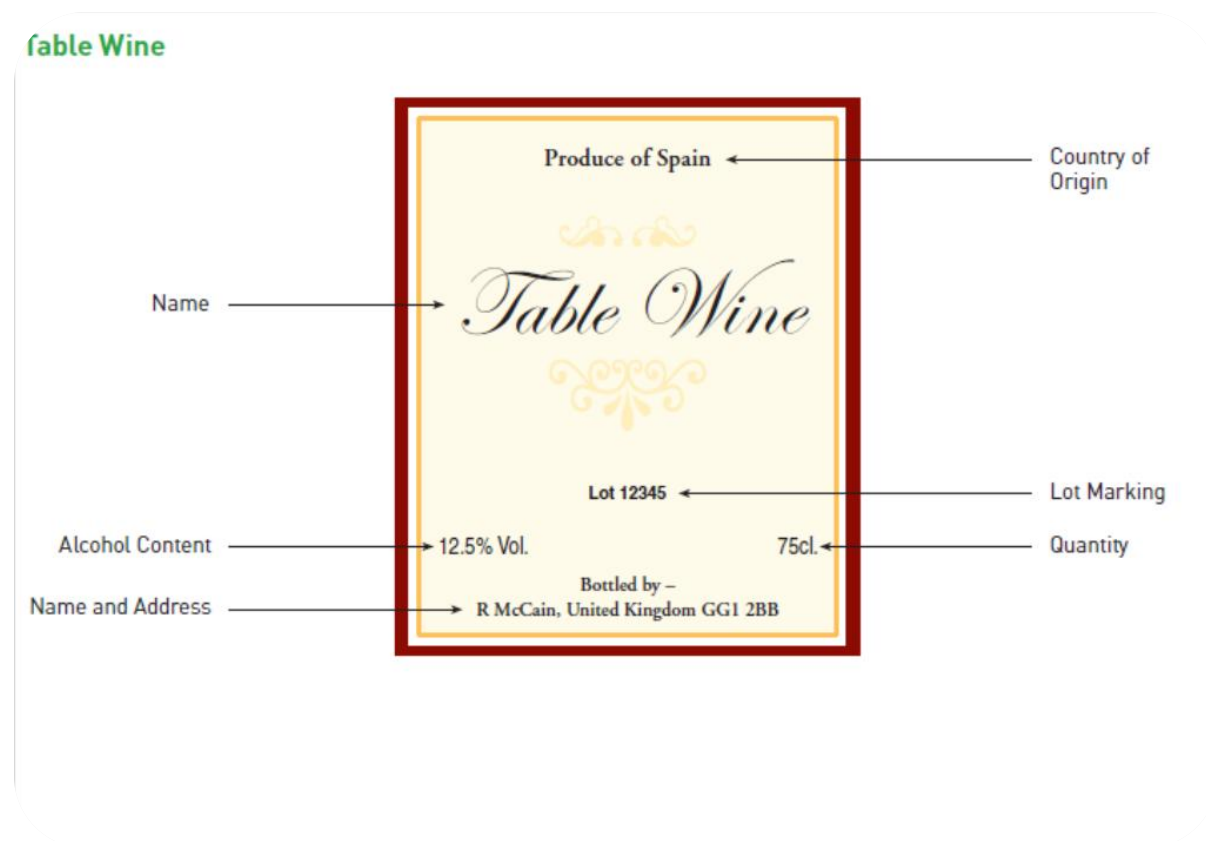 Table Wine
Produce of Spain
Country of
Origin
Name
Table Wine
Lot 12345
Lot Marking
Alcohol Content
12.5% Vol.
75cl.
Quantity
Bottled by –
Name and Address
R McCain, United Kingdom GG1 2BB